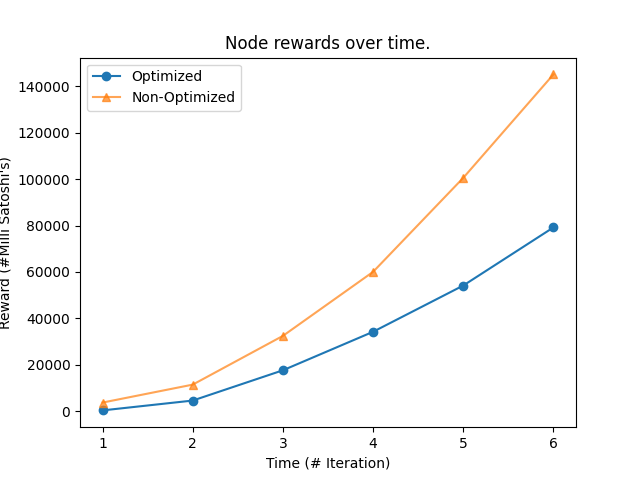 Node rewards over time.
Optimized
Non-Optimized
140000
120000
100000
80000
60000
40000
20000
0
Reward (#Milli Satoshi's)
1 2 3 4 5 6
Time (# Iteration)